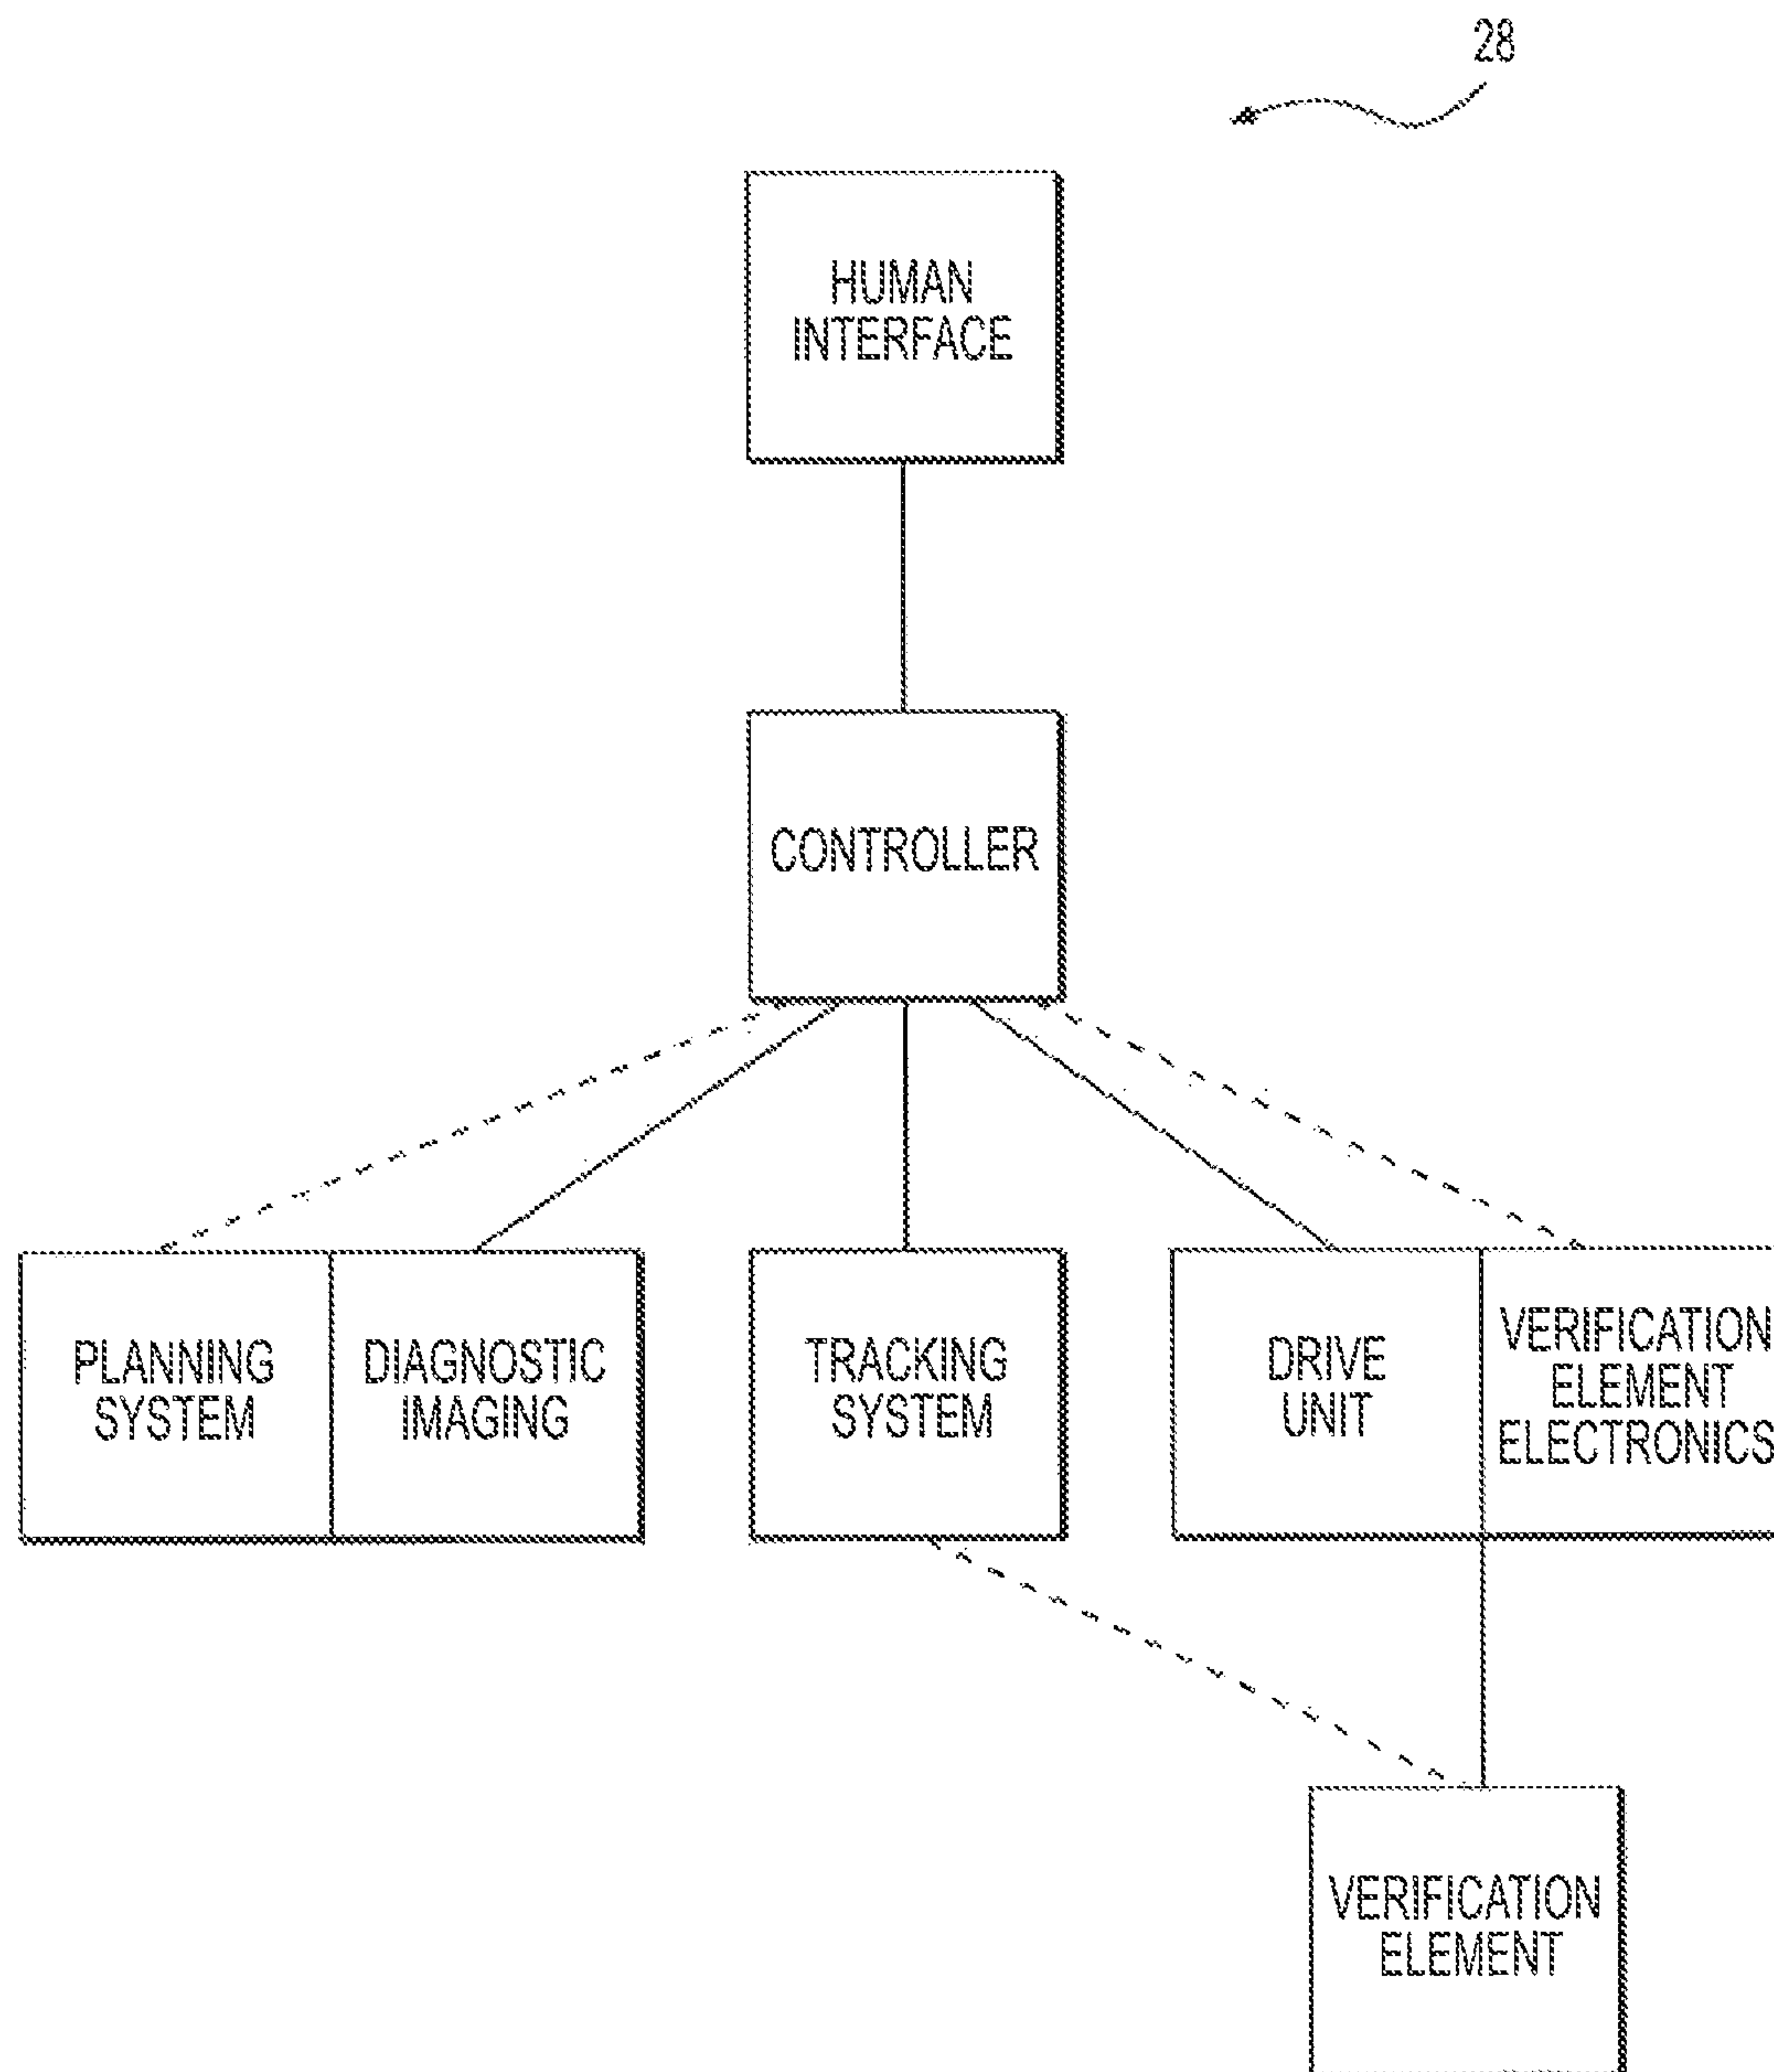 28
HUMAN
INTERFACE
CONTROLLER
PLANNING
SYSTEM
DIAGNOSTIC
IMAGING
TRACKING
SYSTEM
DRIVE
UNIT
VERIFICATION
ELEMENT
ELECTRONICS
VERIFICATION
ELEMENT